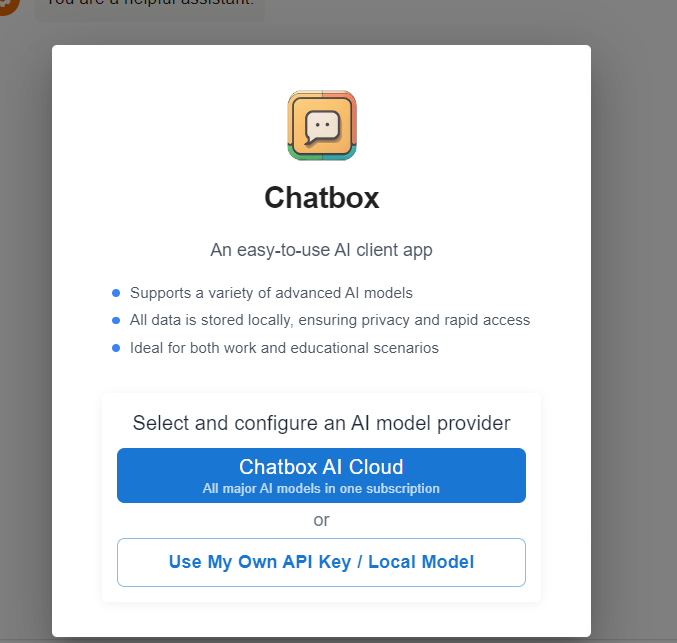 You are a helpful assistant.
Chatbox
An easy-to-use AI client app
Supports a variety of advanced AI models
All data is stored locally, ensuring privacy and rapid access
Ideal for both work and educational scenarios
Select and configure an AI model provider
Chatbox AI Cloud
All major AI models in one subscription
or
Use My Own API Key / Local Model